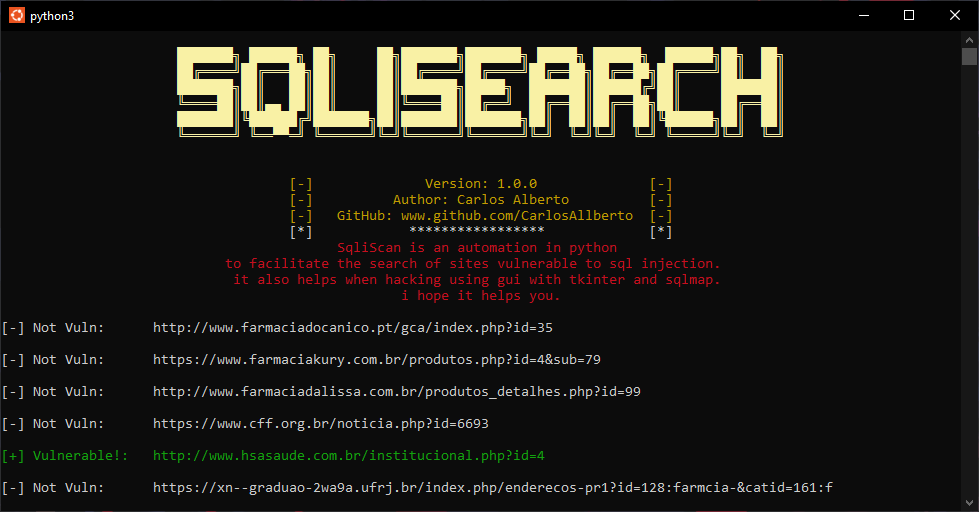 python3
SQLISEARCH
[-] Version: 1.0.0 [-]
[-] Author: Carlos Alberto [-]
[-] GitHub: www.github.com/CarlosAllberto [-]
[*] ***************** [*]
SqliScan is an automation in python
to facilitate the search of sites vulnerable to sql injection.
it also helps when hacking using gui with tkinter and sqlmap.
i hope it helps you.
[-] Not Vuln: http://www.farmaciadocanico.pt/gca/index.php?id=35
[-] Not Vuln: https://www.farmaciakury.com.br/produtos.php?id=4&sub=79
[-] Not Vuln: https://www.farmaciadalissa.com.br/produtos_detalhes.php?id=99
[-] Not Vuln: https://www.cff.org.br/noticia.php?id=6693
[+] Vulnerable!: http://www.hsasaude.com.br/institucional.php?id=4
[-] Not Vuln: https://xn--graduao-2wa9a.ufrj.br/index.php/enderecos-pr1?id=128:farmcia-&catid=161:f